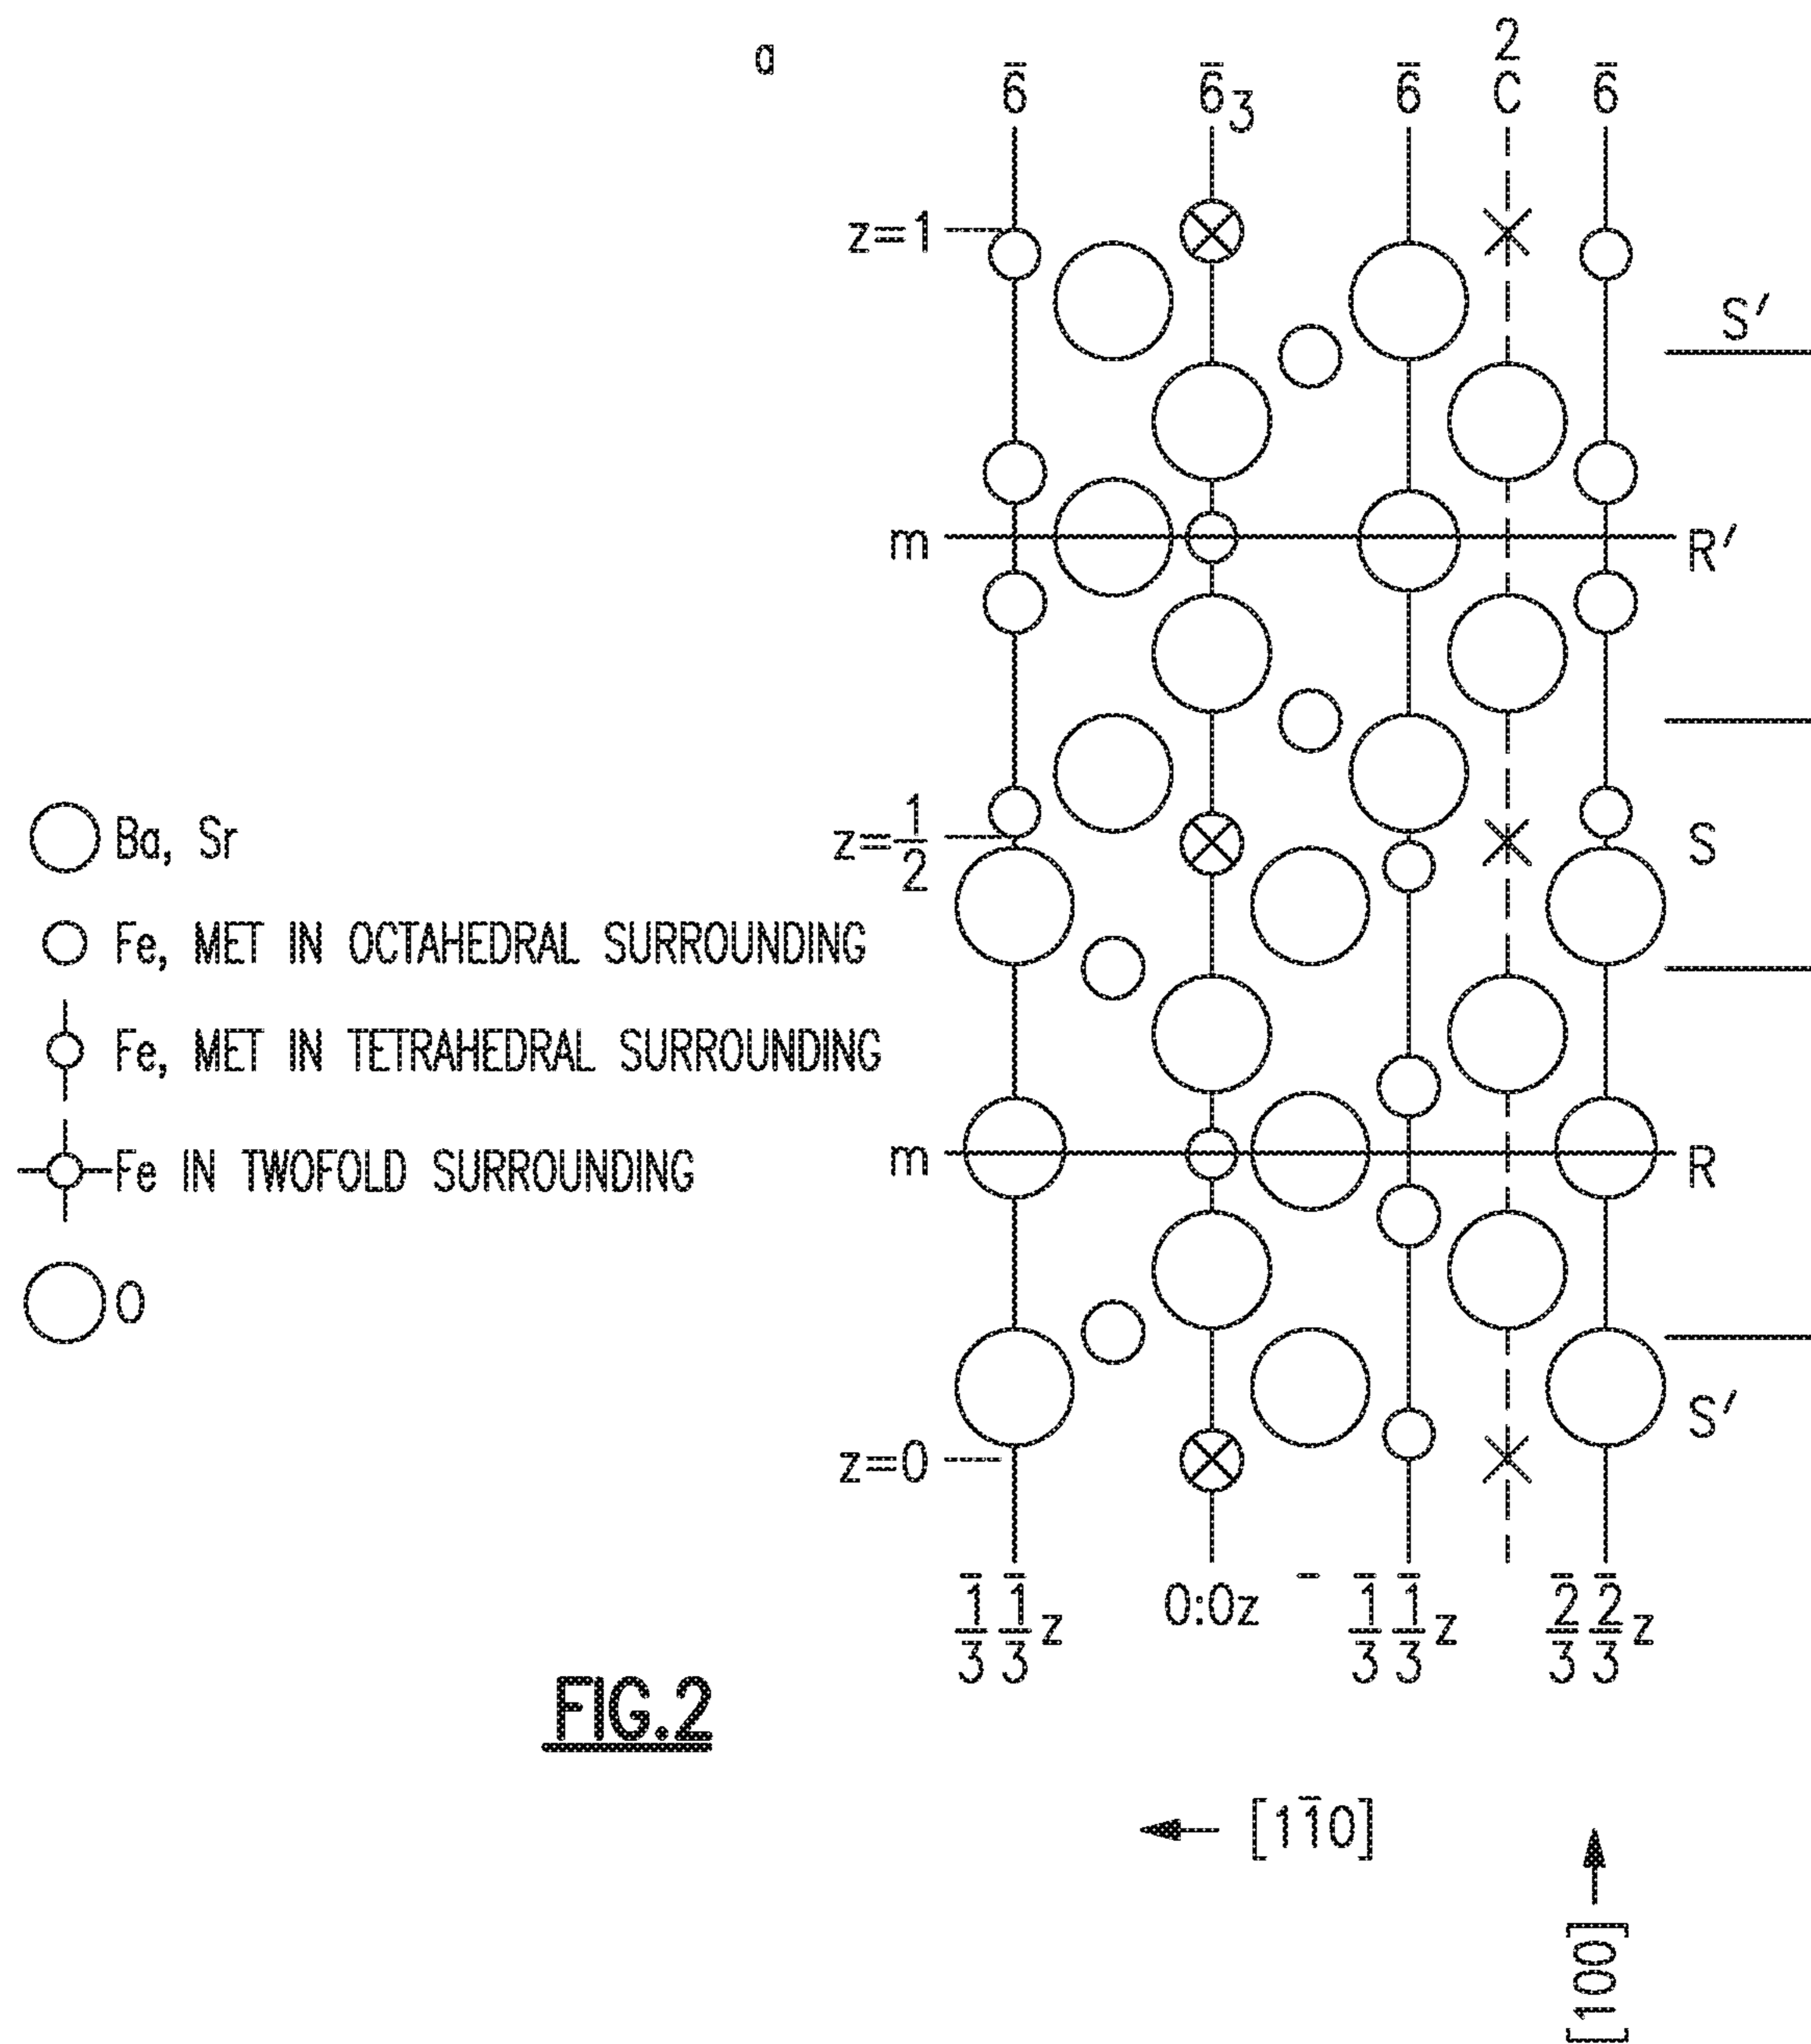 a
6̄ 6̄₃ 6̄ 2/C 6̄
z=1
S′
m R′
z=1/2
S
Ba, Sr
Fe, MET IN OCTAHEDRAL SURROUNDING
Fe, MET IN TETRAHEDRAL SURROUNDING
m R
Fe IN TWOFOLD SURROUNDING
O
S′
z=0
1̄/3 1̄/3 z 0:0z - 1̄/3 1̄/3 z 2̄/3 2̄/3 z
FIG.2
[11̄0]
[100]